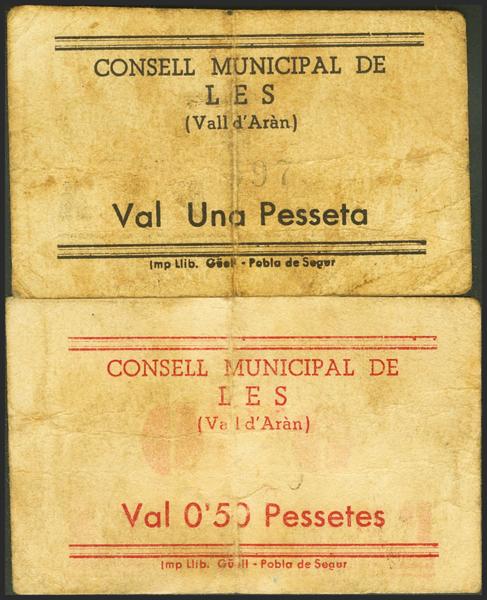 CONSELL MUNICIPAL DE
LES
(Vall d'Aràn)
97
Val Una Pesseta
Imp Llib. Güell - Pobla de Segur
CONSELL MUNICIPAL DE
LES
(Vall d'Aràn)
Val 0'50 Pessetes
Imp Llib. Güell - Pobla de Segur